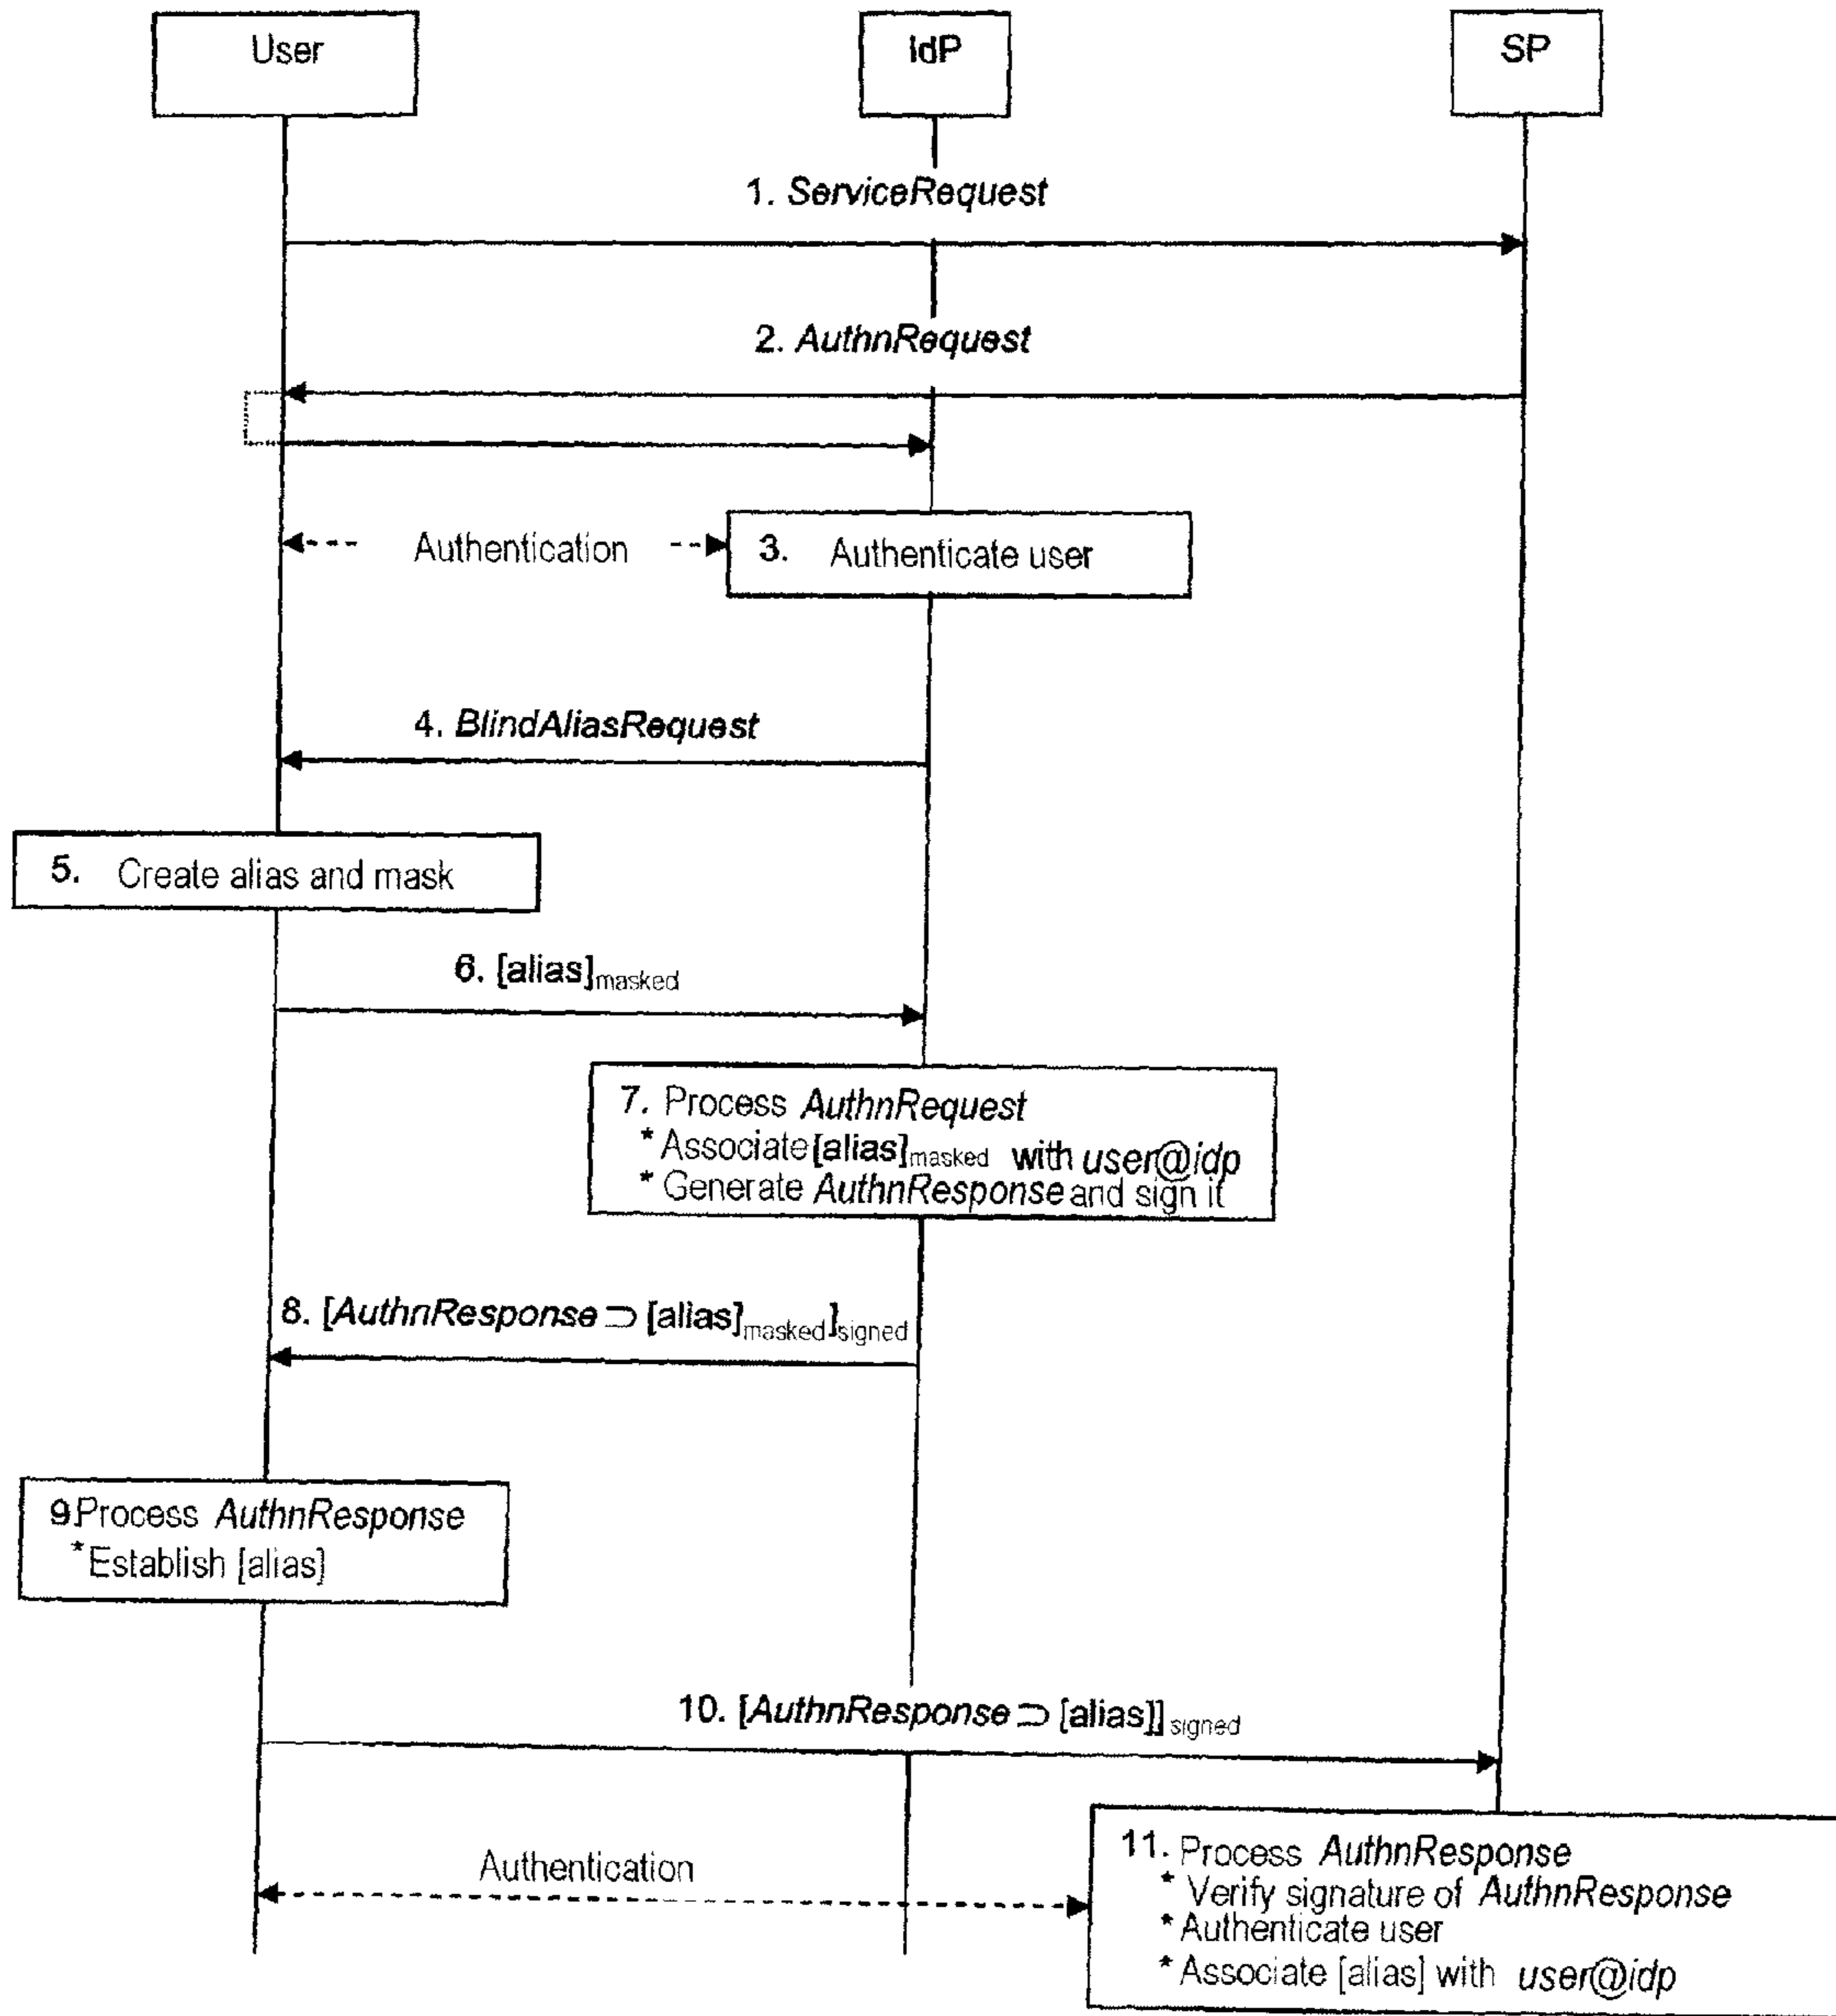 User
IdP
SP
1. ServiceRequest
2. AuthnRequest
Authentication
3. Authenticate user
4. BlindAliasRequest
5. Create alias and mask
6. [alias]masked
7. Process AuthnRequest
* Associate [alias]masked with user@idp
* Generate AuthnResponse and sign it
8. [AuthnResponse ⊃ [alias]masked]signed
9.Process AuthnResponse
* Establish [alias]
10. [AuthnResponse ⊃ [alias]]signed
Authentication
11. Process AuthnResponse
* Verify signature of AuthnResponse
* Authenticate user
* Associate [alias] with user@idp